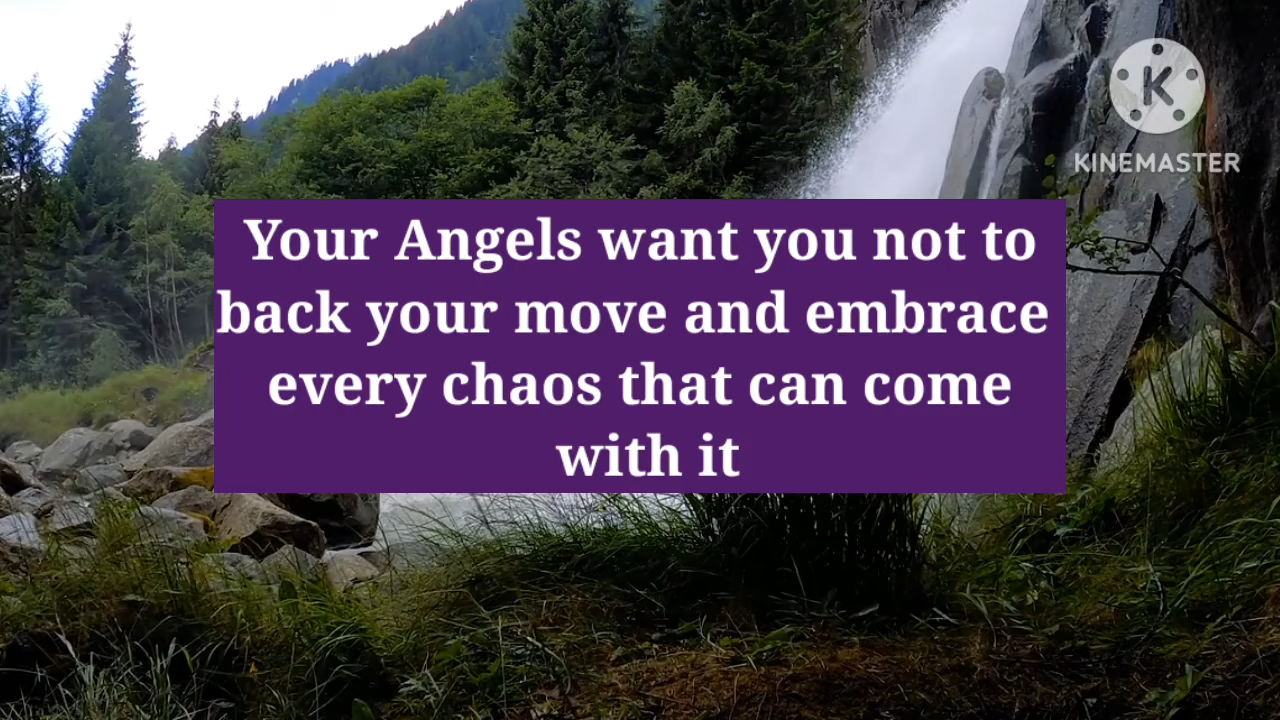 K
KINEMASTER
Your Angels want you not to
back your move and embrace
every chaos that can come
with it